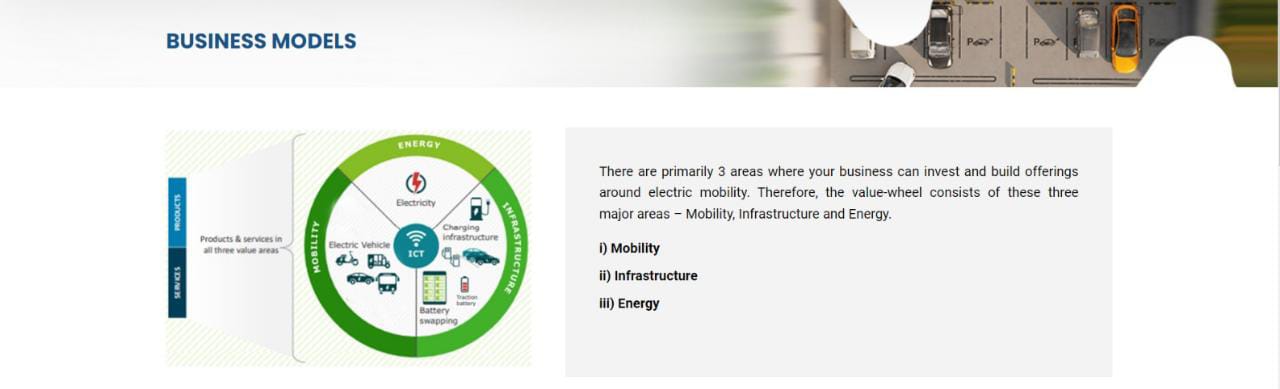 BUSINESS MODELS
PRODUCTS
SERVICES
Products & services in
all three value areas
ENERGY
MOBILITY
INFRASTRUCTURE
Electricity
Electric Vehicle
ICT
Charging
infrastructure
Battery
swapping
Traction
battery
There are primarily 3 areas where your business can invest and build offerings
around electric mobility. Therefore, the value-wheel consists of these three
major areas – Mobility, Infrastructure and Energy.
i) Mobility
ii) Infrastructure
iii) Energy